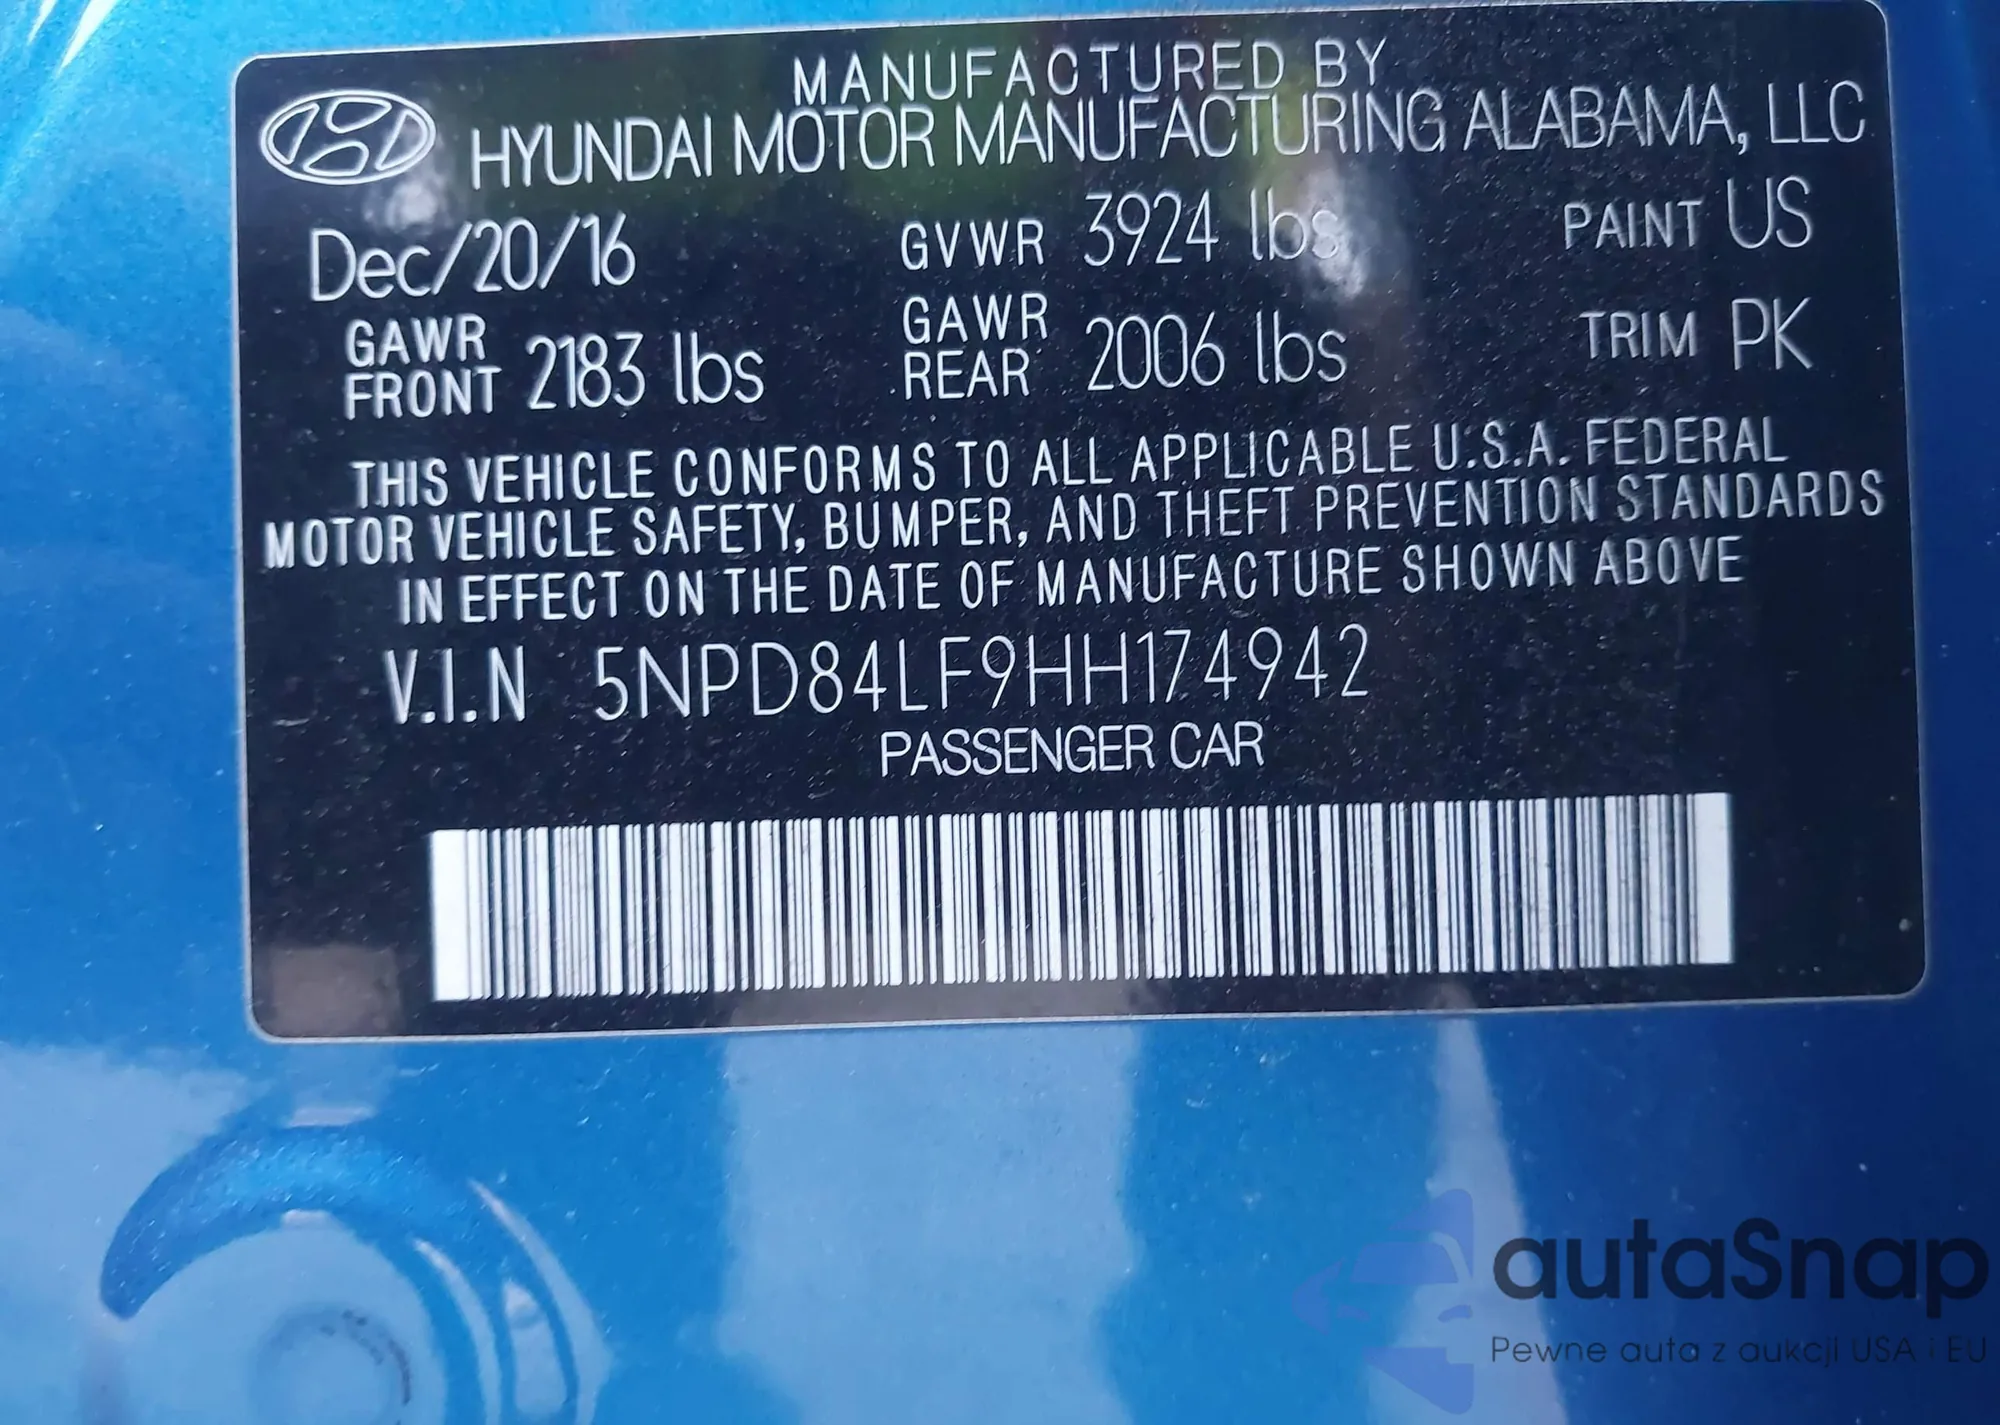 MANUFACTURED BY
HYUNDAI MOTOR MANUFACTURING ALABAMA, LLC
Dec/20/16 GVWR 3924 lbs PAINT US
GAWR FRONT 2183 lbs GAWR REAR 2006 lbs TRIM PK
THIS VEHICLE CONFORMS TO ALL APPLICABLE U.S.A. FEDERAL
MOTOR VEHICLE SAFETY, BUMPER, AND THEFT PREVENTION STANDARDS
IN EFFECT ON THE DATE OF MANUFACTURE SHOWN ABOVE
V.I.N 5NPD84LF9HH174942
PASSENGER CAR
autaSnap
Pewne auta z aukcji USA i EU